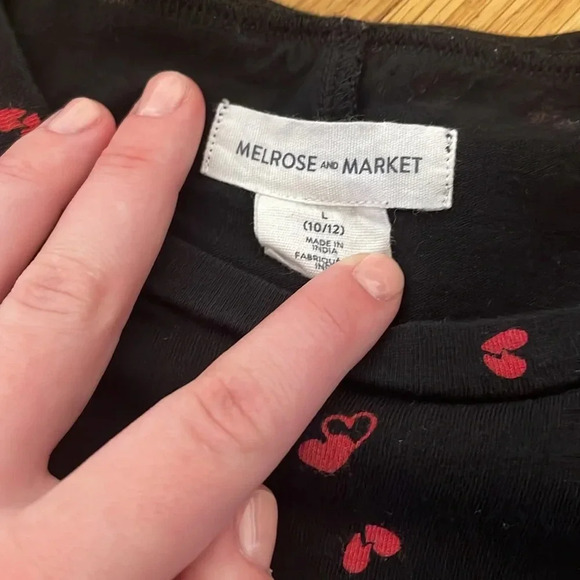 MELROSE AND MARKET
L
(10/12)
MADE IN
INDIA